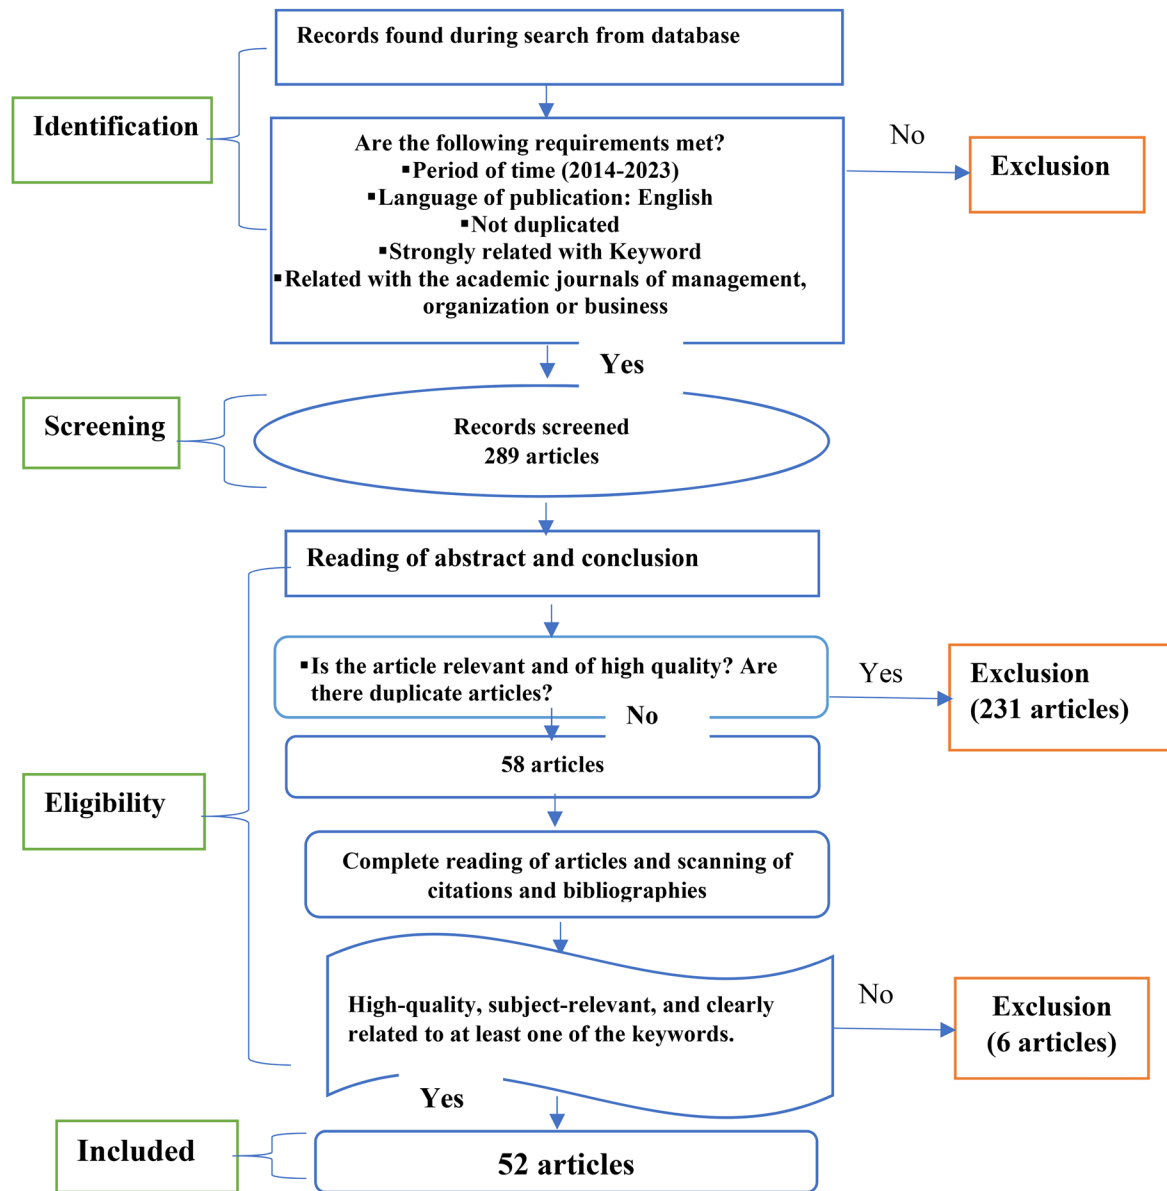 Records found during search from database
Identification
Are the following requirements met?
▪Period of time (2014-2023)
▪Language of publication: English
▪Not duplicated
▪Strongly related with Keyword
▪Related with the academic journals of management,
organization or business
No
Exclusion
Yes
Screening
Records screened
289 articles
Reading of abstract and conclusion
▪Is the article relevant and of high quality? Are
there duplicate articles?
Yes
Exclusion
(231 articles)
No
58 articles
Eligibility
Complete reading of articles and scanning of
citations and bibliographies
High-quality, subject-relevant, and clearly
related to at least one of the keywords.
No
Exclusion
(6 articles)
Yes
Included
52 articles